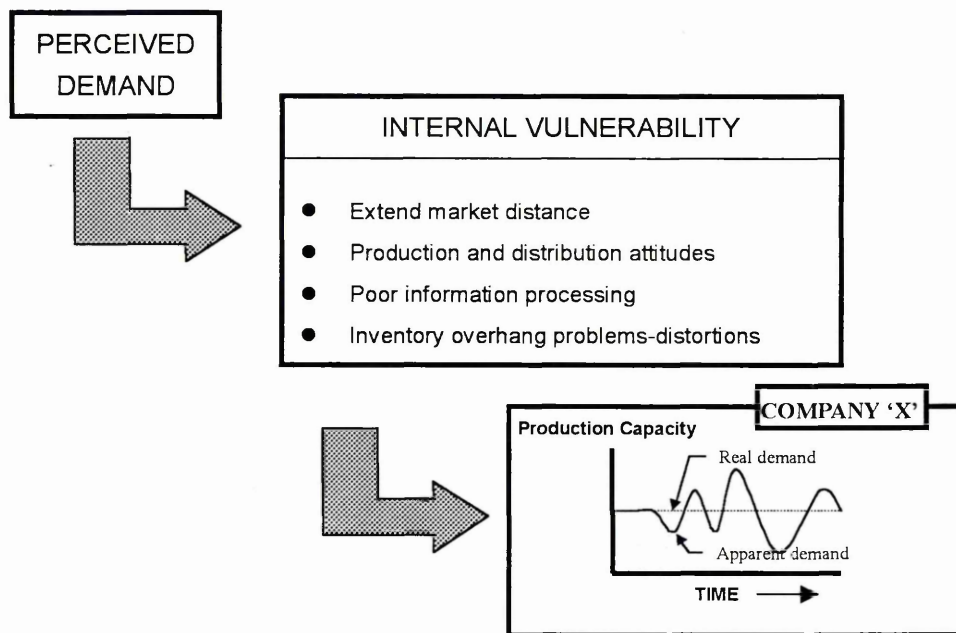 PERCEIVED
DEMAND
INTERNAL VULNERABILITY
● Extend market distance
● Production and distribution attitudes
● Poor information processing
● Inventory overhang problems-distortions
COMPANY ‘X’
Production Capacity
Real demand
Apparent demand
TIME